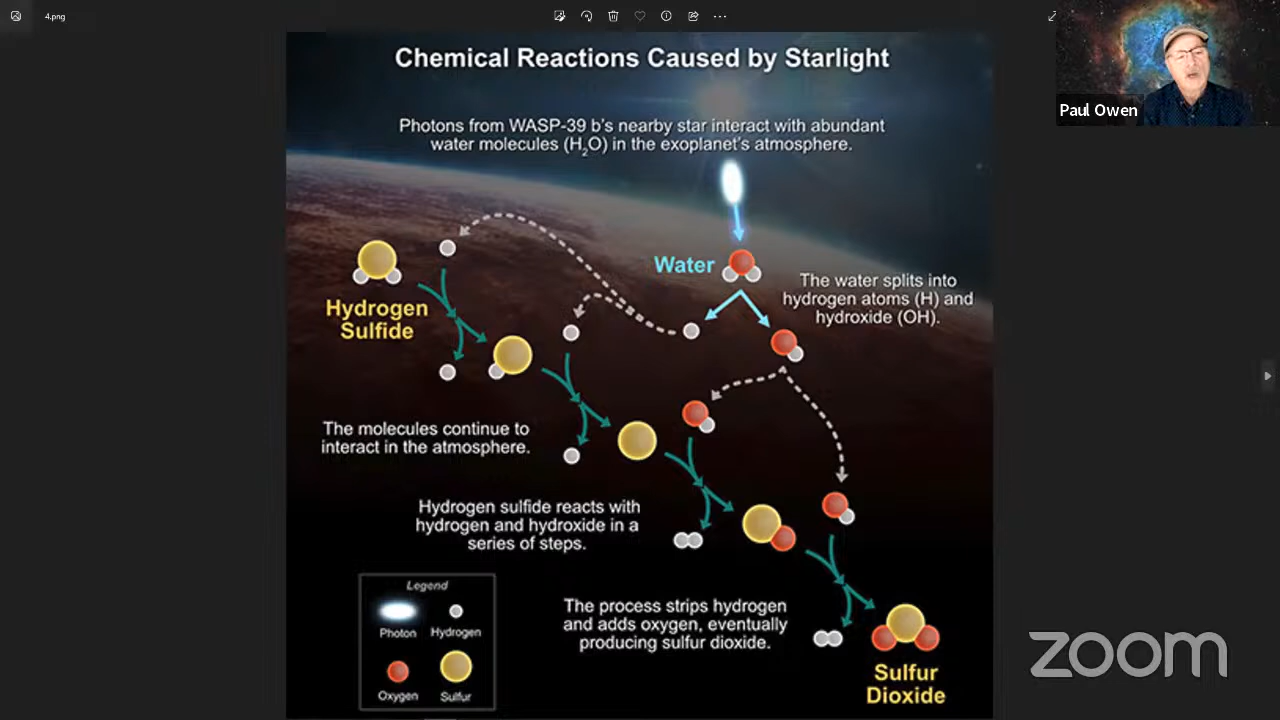 4.png
Paul Owen
Chemical Reactions Caused by Starlight
Photons from WASP-39 b's nearby star interact with abundant
water molecules (H₂O) in the exoplanet's atmosphere.
Water
The water splits into
hydrogen atoms (H) and
hydroxide (OH).
Hydrogen
Sulfide
The molecules continue to
interact in the atmosphere.
Hydrogen sulfide reacts with
hydrogen and hydroxide in a
series of steps.
The process strips hydrogen
and adds oxygen, eventually
producing sulfur dioxide.
Legend
Photon
Hydrogen
Oxygen
Sulfur
Sulfur
Dioxide
zoom